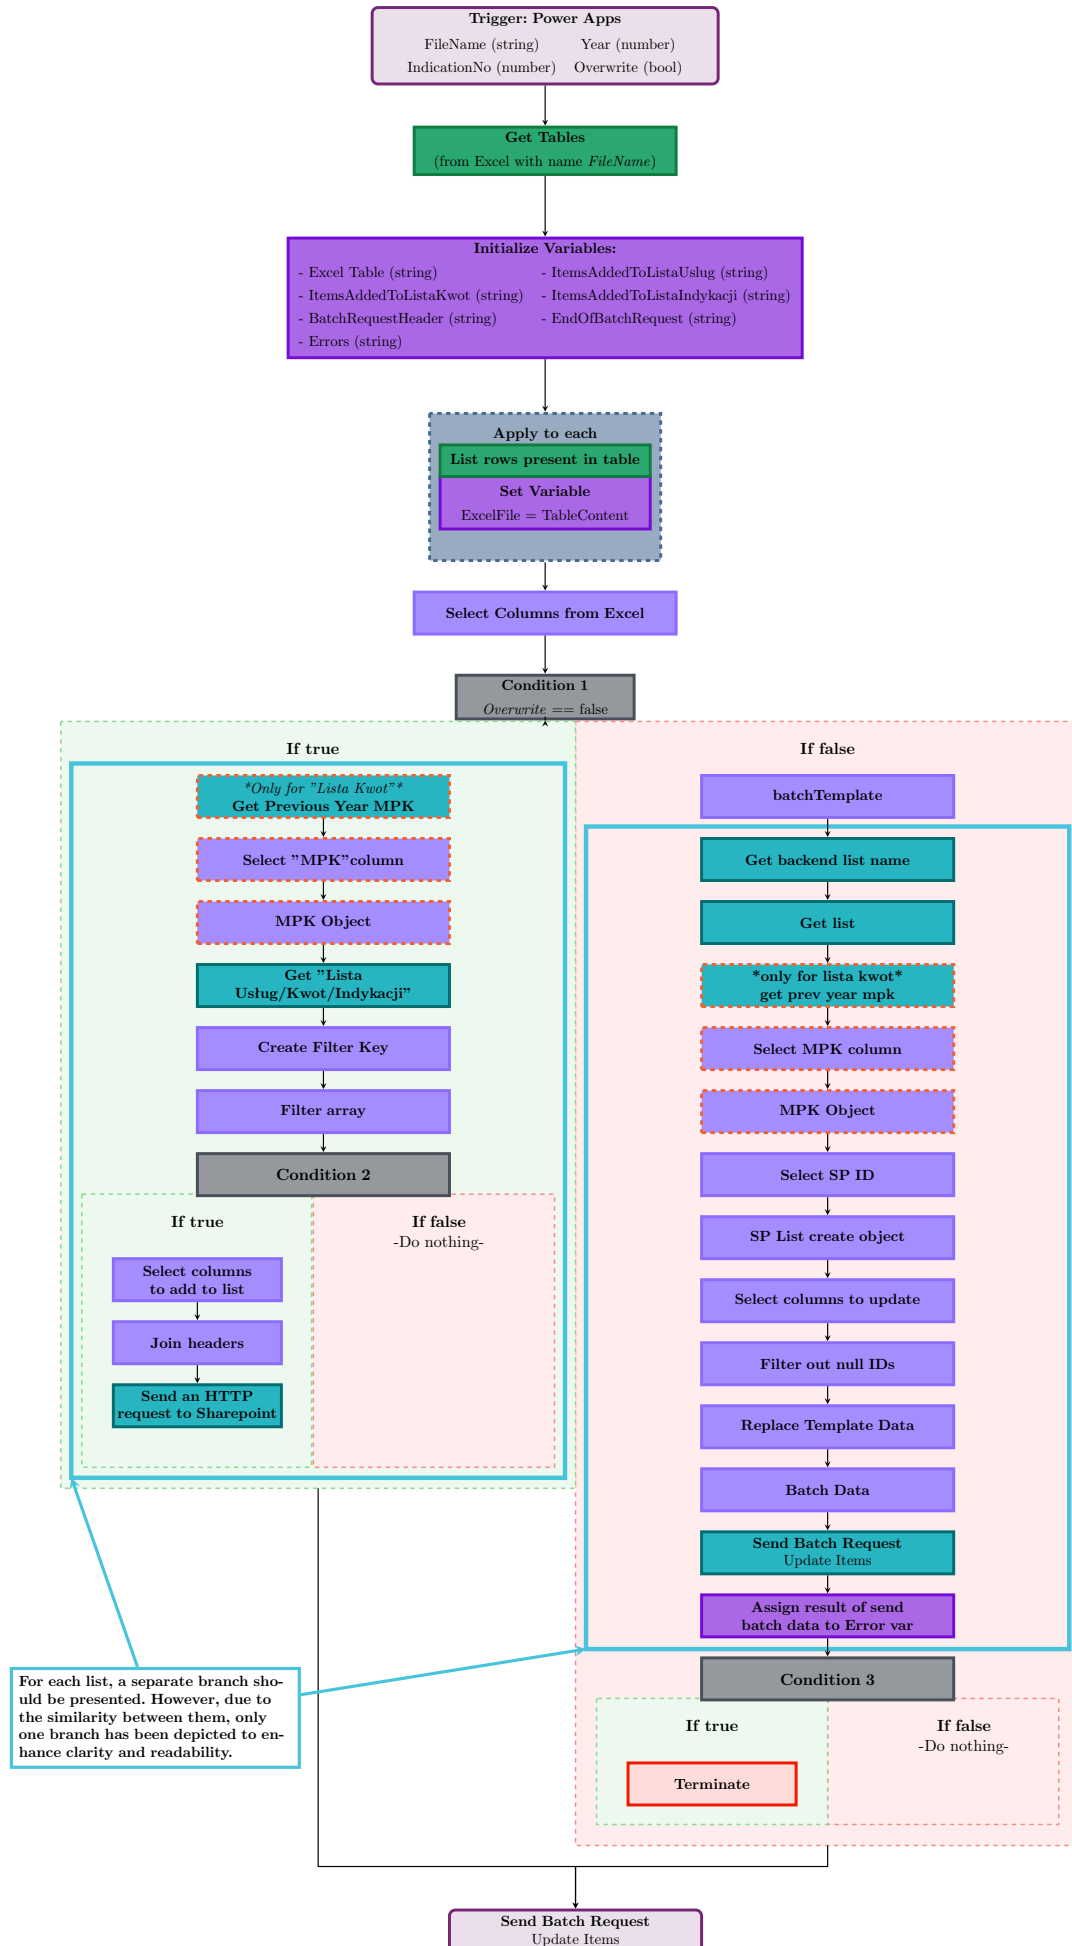 Trigger: Power Apps
FileName (string) Year (number)
IndicationNo (number) Overwrite (bool)
Get Tables
(from Excel with name FileName)
Initialize Variables:
- Excel Table (string) - ItemsAddedToListaUslug (string)
- ItemsAddedToListaKwot (string) - ItemsAddedToListaIndykacji (string)
- BatchRequestHeader (string) - EndOfBatchRequest (string)
- Errors (string)
Apply to each
List rows present in table
Set Variable
ExcelFile = TableContent
Select Columns from Excel
Condition 1
Overwrite == false
If true
*Only for ”Lista Kwot”*
Get Previous Year MPK
Select ”MPK”column
MPK Object
Get ”Lista
Usług/Kwot/Indykacji”
Create Filter Key
Filter array
Condition 2
If true
Select columns
to add to list
Join headers
Send an HTTP
request to Sharepoint
If false
-Do nothing-
If false
batchTemplate
Get backend list name
Get list
*only for lista kwot*
get prev year mpk
Select MPK column
MPK Object
Select SP ID
SP List create object
Select columns to update
Filter out null IDs
Replace Template Data
Batch Data
Send Batch Request
Update Items
Assign result of send
batch data to Error var
Condition 3
If true
Terminate
If false
-Do nothing-
For each list, a separate branch sho-
uld be presented. However, due to
the similarity between them, only
one branch has been depicted to en-
hance clarity and readability.
Send Batch Request
Update Items